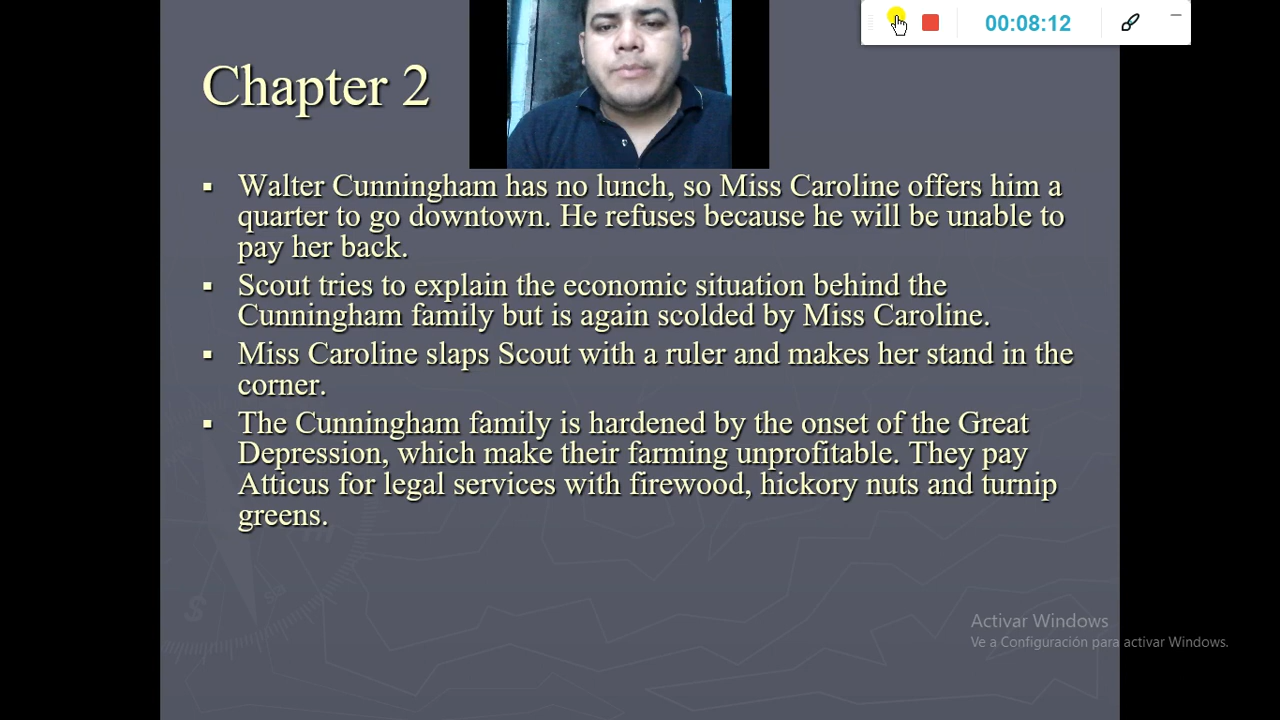 00:08:12
Chapter 2
▪ Walter Cunningham has no lunch, so Miss Caroline offers him a
quarter to go downtown. He refuses because he will be unable to
pay her back.
▪ Scout tries to explain the economic situation behind the
Cunningham family but is again scolded by Miss Caroline.
▪ Miss Caroline slaps Scout with a ruler and makes her stand in the
corner.
▪ The Cunningham family is hardened by the onset of the Great
Depression, which make their farming unprofitable. They pay
Atticus for legal services with firewood, hickory nuts and turnip
greens.
S
Activar Windows
Ve a Configuración para activar Windows.